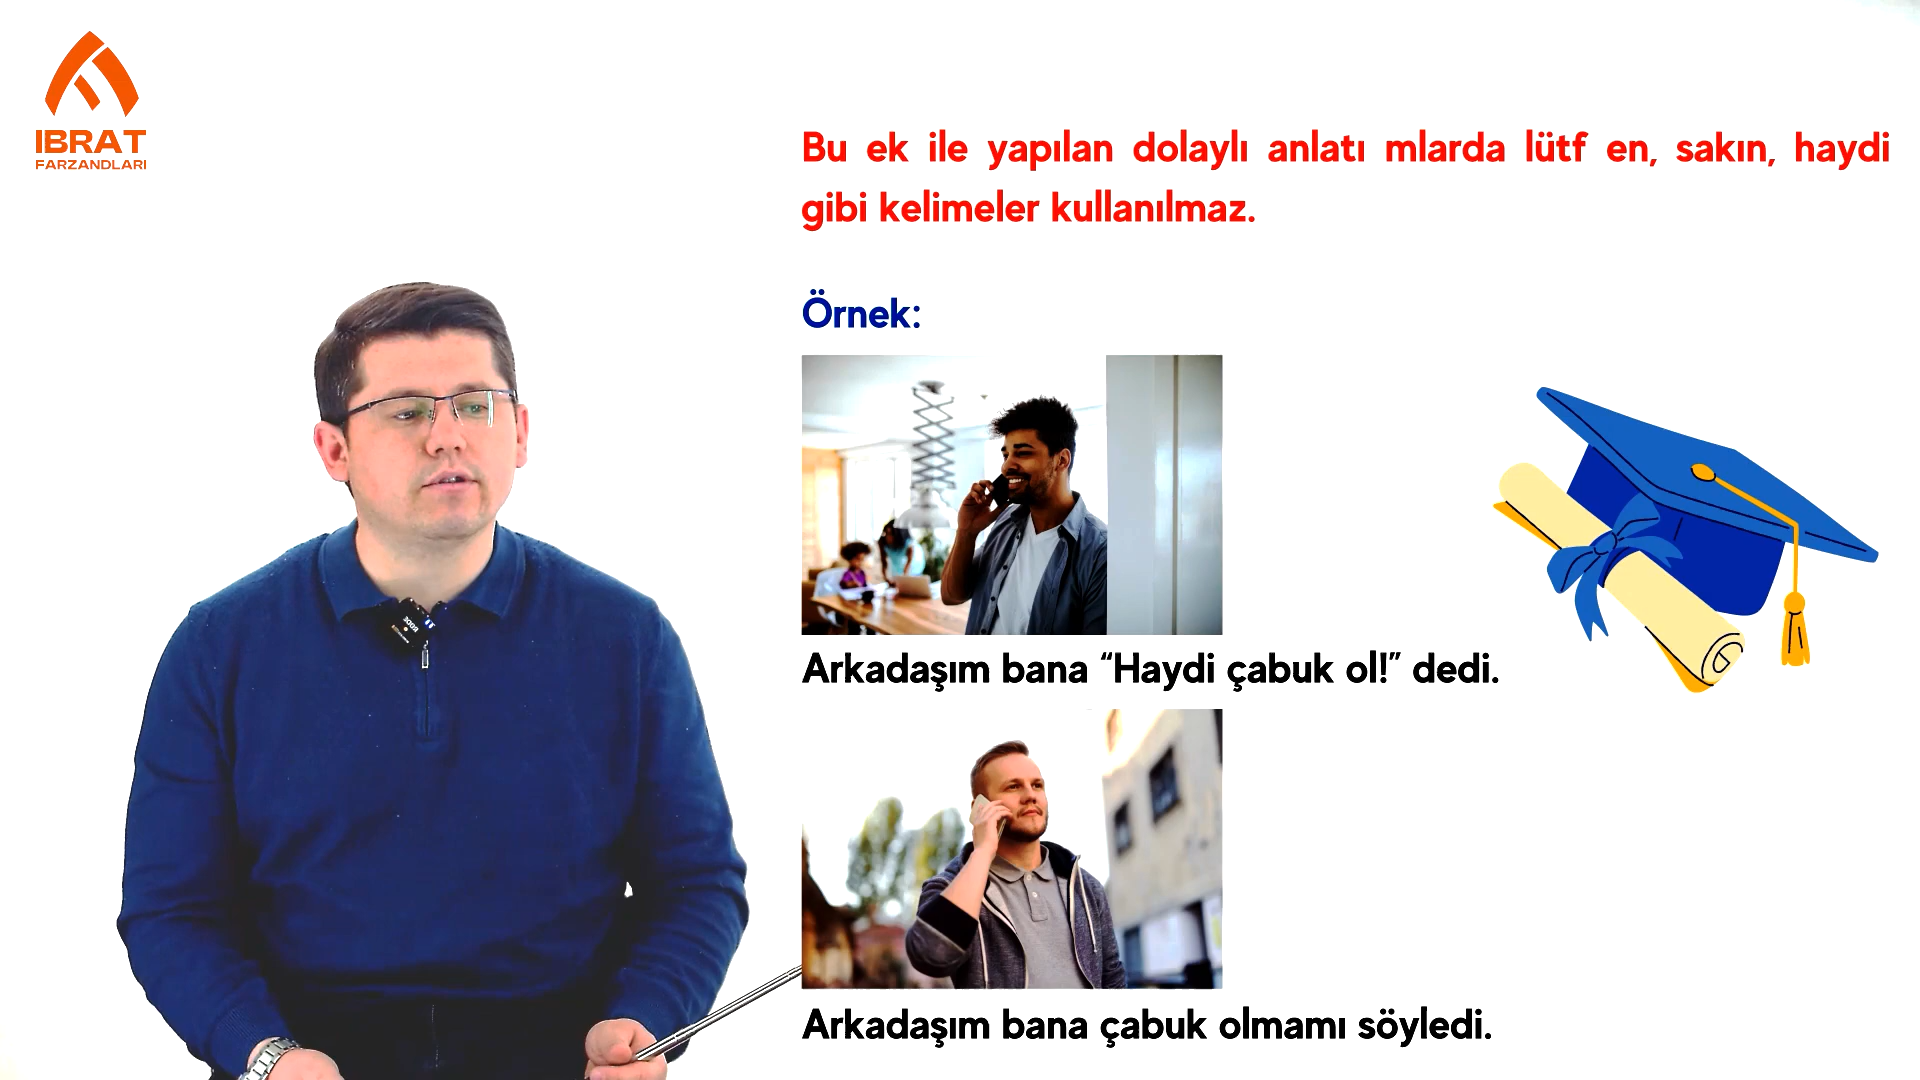 IBRAT
FARZANDLARI
Bu ek ile yapılan dolaylı anlatı mlarda lütf en, sakın, haydi
gibi kelimeler kullanılmaz.
Örnek:
Arkadaşım bana “Haydi çabuk ol!” dedi.
Arkadaşım bana çabuk olmamı söyledi.